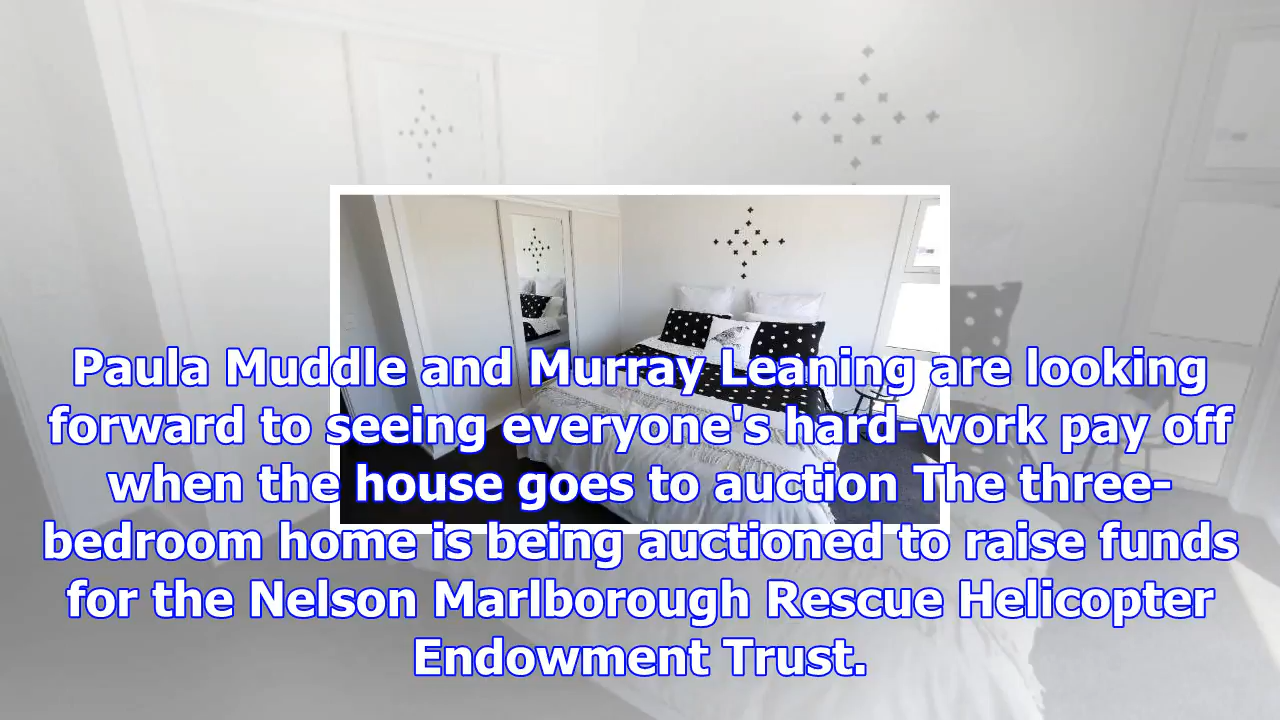 Paula Muddle and Murray Leaning are looking
forward to seeing everyone's hard-work pay off
when the house goes to auction The three-
bedroom home is being auctioned to raise funds
for the Nelson Marlborough Rescue Helicopter
Endowment Trust.